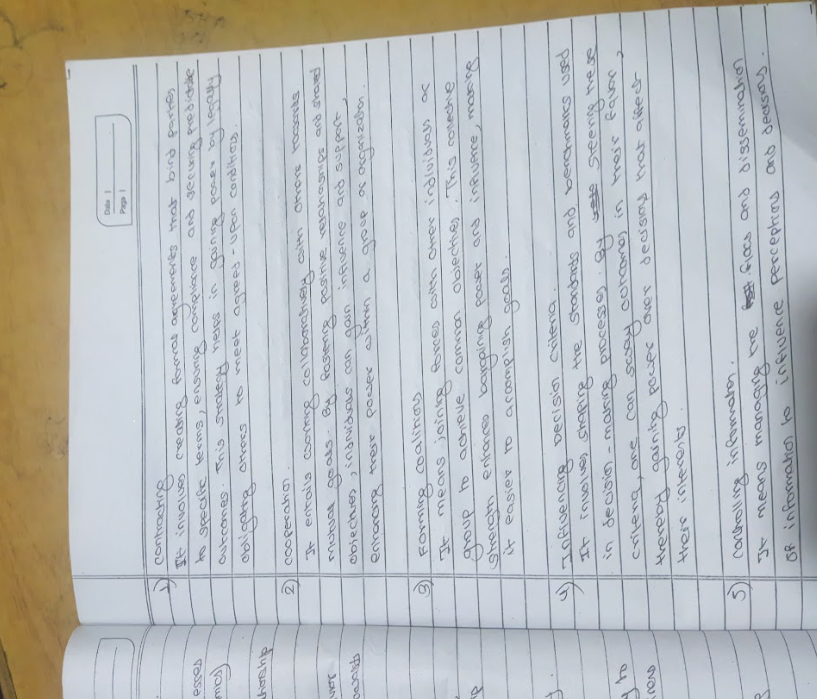 Date |
Page |
1) Contracting
It involves creating formal agreements that bind parties
to specific terms, ensuring compliance and securing predictable
outcomes. This strategy helps in gaining power by legally
obligating others to meet agreed-upon conditions.
2) Cooperation.
It entails working collaboratively with others towards
mutual goals. By fostering positive relationships and shared
objectives, individuals can gain influence and support,
enhancing their power within a group or organization.
3) Forming coalitions
It means joining forces with other individuals or
group to achieve common objectives. This collective
strength enhances bargaining power and influence, making
it easier to accomplish goals.
4) Influencing Decision criteria.
It involves shaping the standards and benchmarks used
in decision-making processes. By steering these
criteria, one can sway outcomes in their favor,
thereby gaining power over decisions that affect
their interests.
5) Controlling information.
It means managing the flow and dissemination
of information to influence perceptions and decisions.